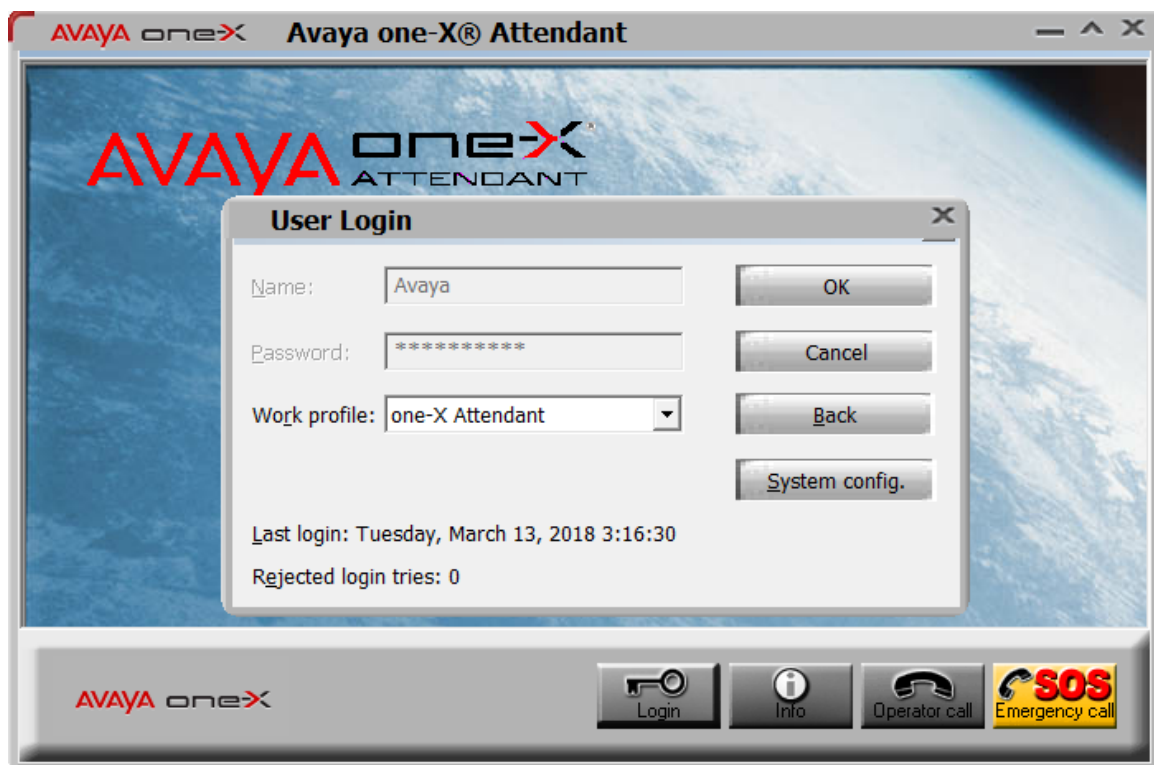 AVAYA one-X Avaya one-X® Attendant
AVAYA one-X®
ATTENDANT
User Login
Name: Avaya OK
Password: ********** Cancel
Work profile: one-X Attendant Back
System config.
Last login: Tuesday, March 13, 2018 3:16:30
Rejected login tries: 0
AVAYA one-X Login Info Operator call SOS Emergency call